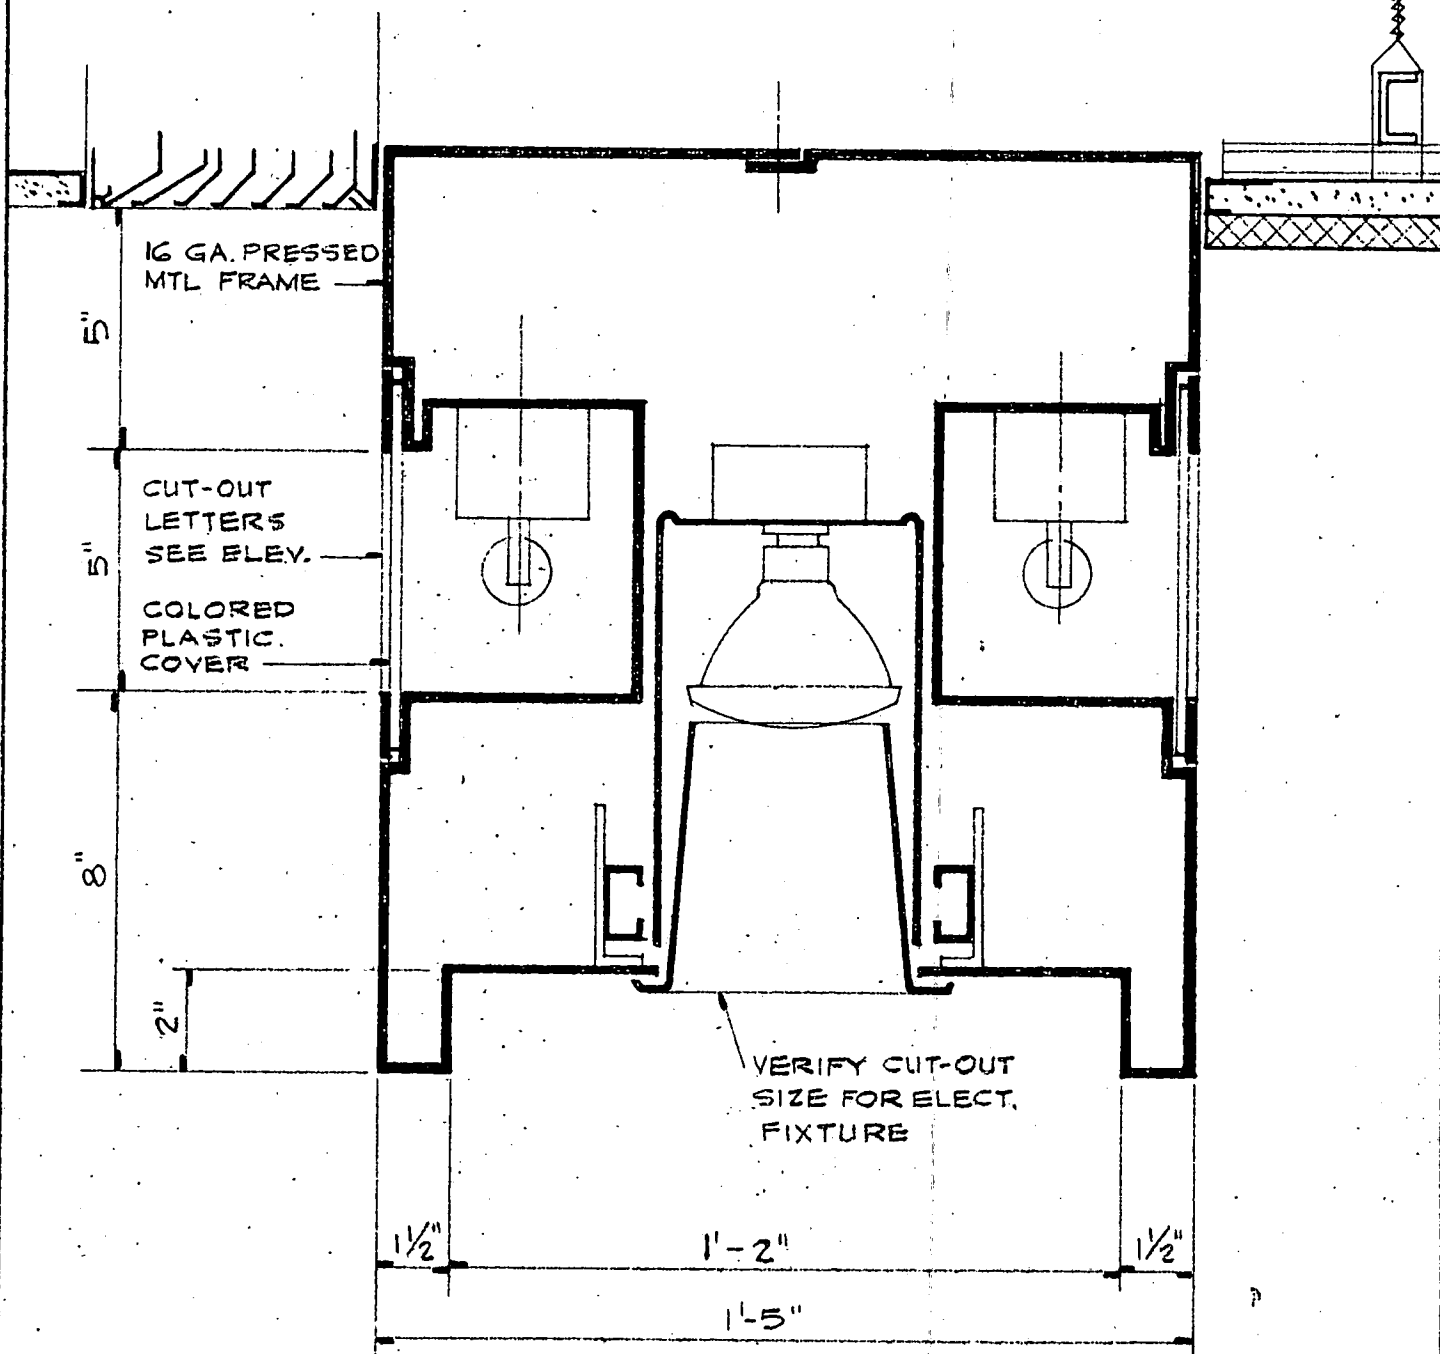 16 GA. PRESSED
MTL FRAME
5"
CUT-OUT
LETTERS
SEE ELEV.
5"
COLORED
PLASTIC.
COVER
8"
2"
VERIFY CUT-OUT
SIZE FOR ELECT.
FIXTURE
1½"
1'-2"
1½"
1'-5"